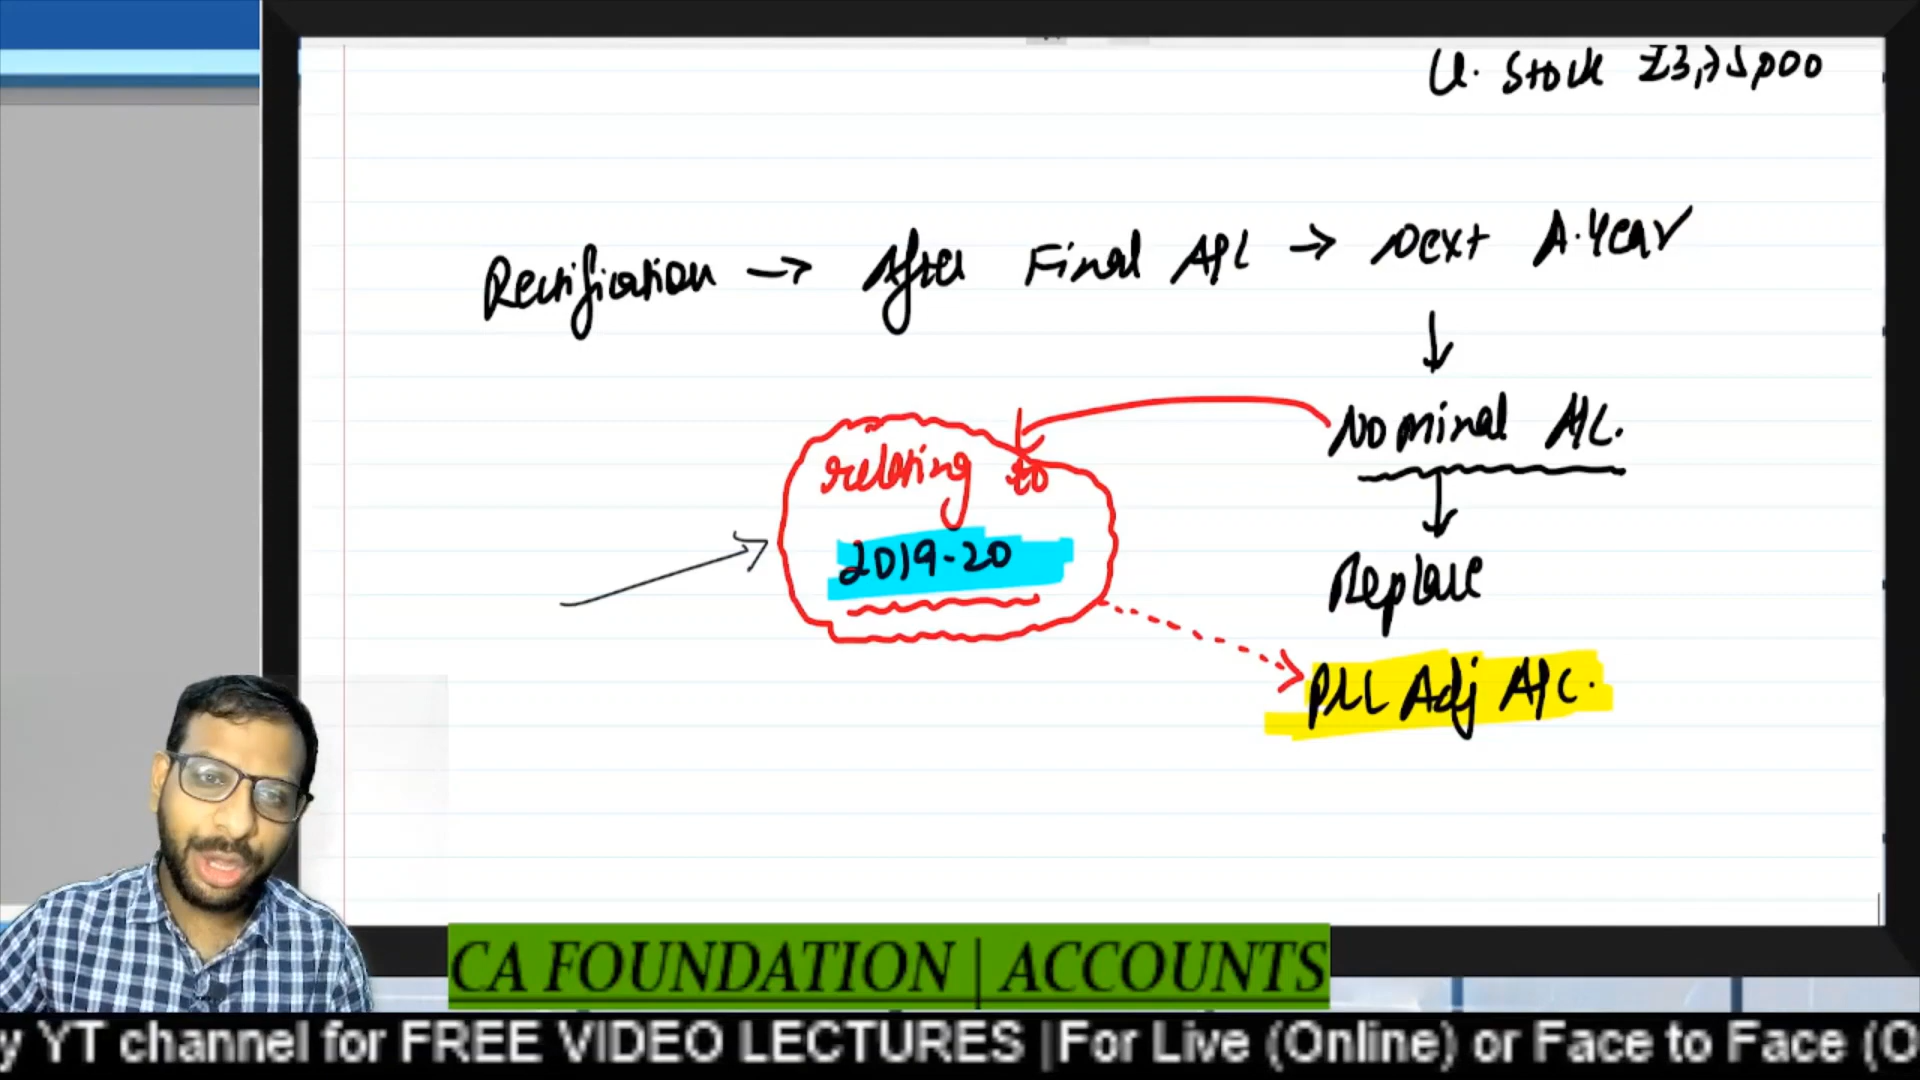 Cl. Stock ₹3,75,000
Rectification → After Final A/c → Next A.Year
↓
Nominal A/c.
relating to
↓
2019-20
Replace
P&L Adj A/c.
CA FOUNDATION | ACCOUNTS
y YT channel for FREE VIDEO LECTURES | For Live (Online) or Face to Face (O